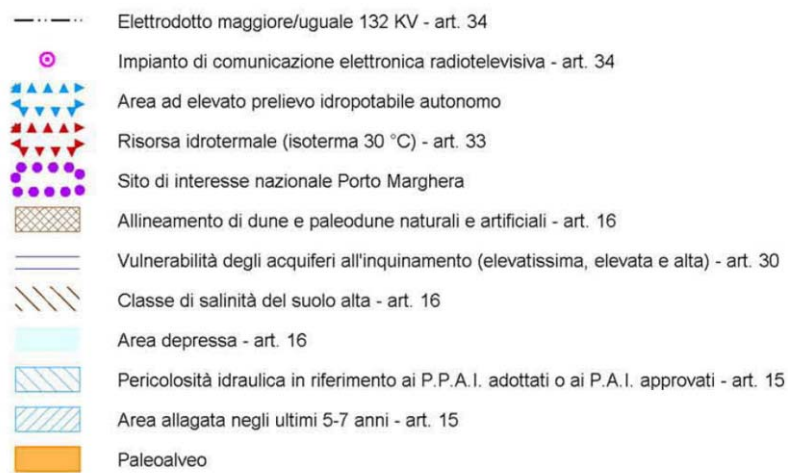 Elettrodotto maggiore/uguale 132 KV - art. 34
Impianto di comunicazione elettronica radiotelevisiva - art. 34
Area ad elevato prelievo idropotabile autonomo
Risorsa idrotermale (isoterma 30 °C) - art. 33
Sito di interesse nazionale Porto Marghera
Allineamento di dune e paleodune naturali e artificiali - art. 16
Vulnerabilità degli acquiferi all'inquinamento (elevatissima, elevata e alta) - art. 30
Classe di salinità del suolo alta - art. 16
Area depressa - art. 16
Pericolosità idraulica in riferimento ai P.P.A.I. adottati o ai P.A.I. approvati - art. 15
Area allagata negli ultimi 5-7 anni - art. 15
Paleoalveo